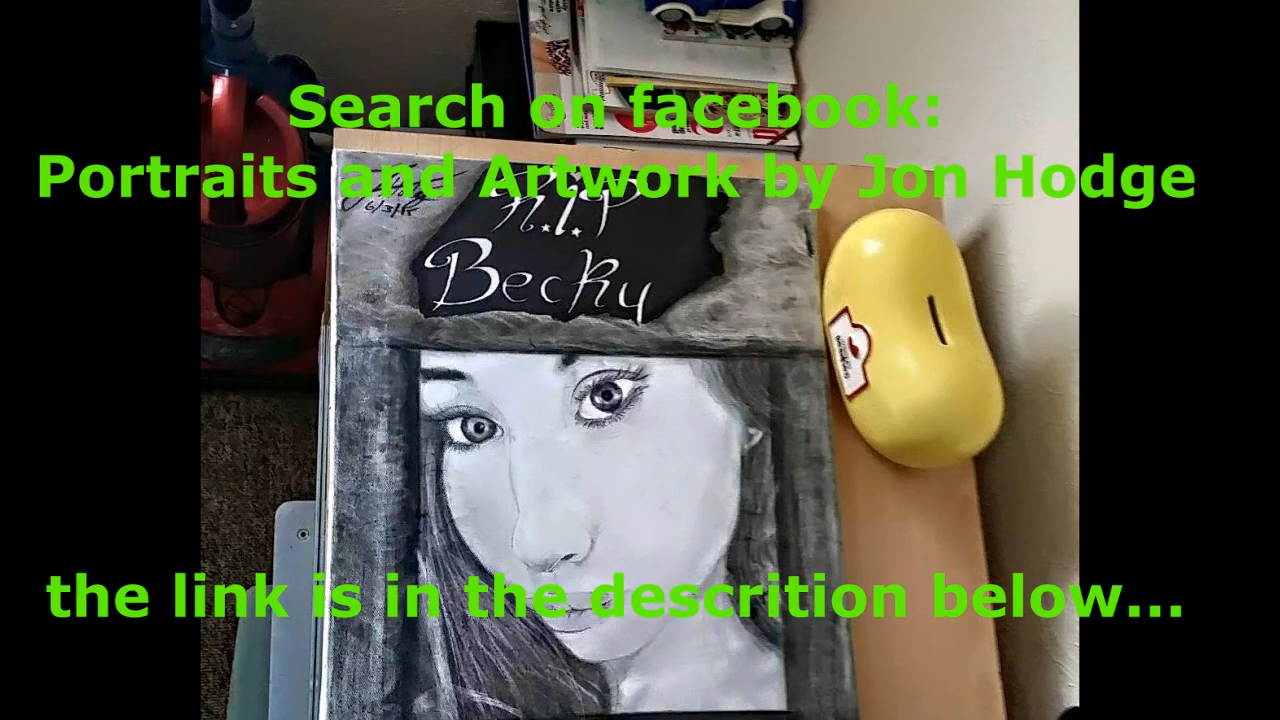 Search on facebook:
Portraits and Artwork by Jon Hodge
R.I.P
Becky
the link is in the descrition below...